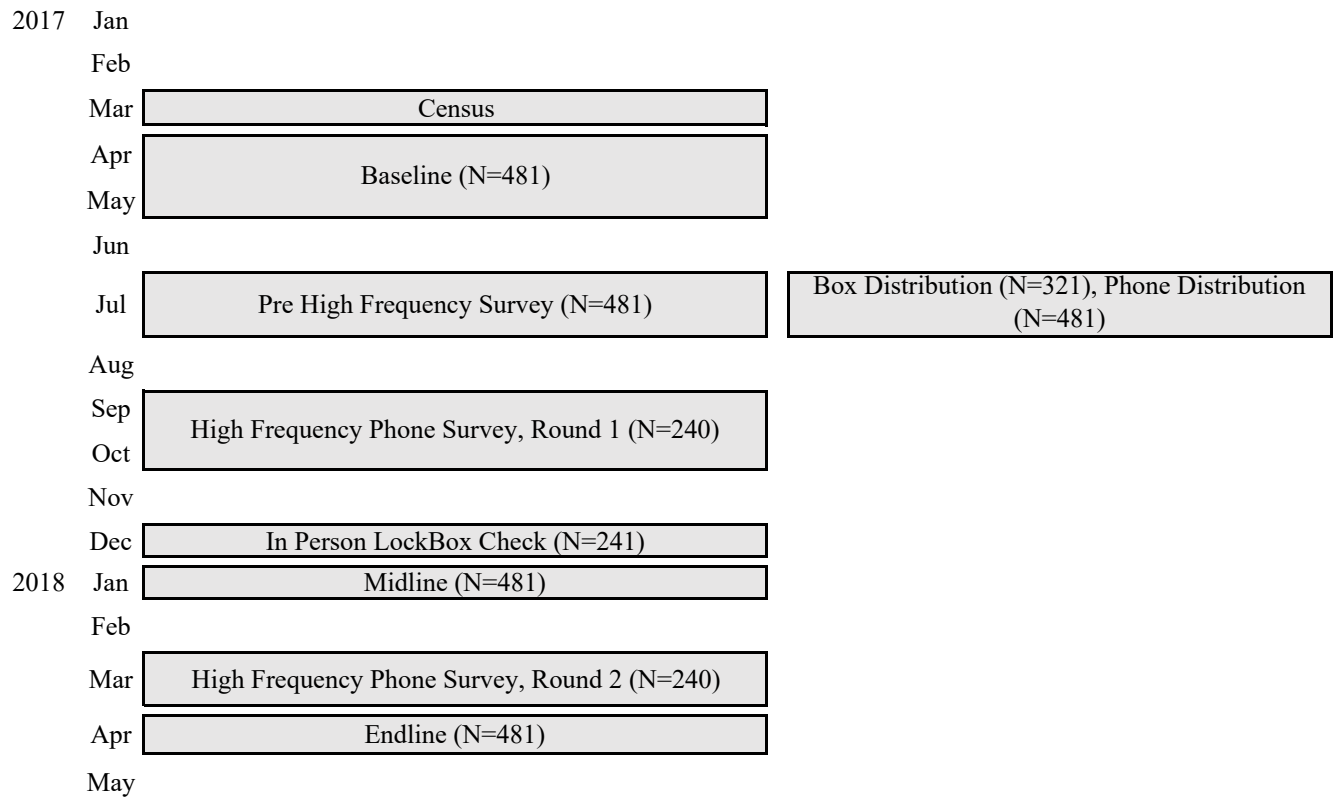 2017 Jan
Feb
Mar Census
Apr
Baseline (N=481)
May
Jun
Jul Pre High Frequency Survey (N=481) Box Distribution (N=321), Phone Distribution
(N=481)
Aug
Sep
High Frequency Phone Survey, Round 1 (N=240)
Oct
Nov
Dec In Person LockBox Check (N=241)
2018 Jan Midline (N=481)
Feb
Mar High Frequency Phone Survey, Round 2 (N=240)
Apr Endline (N=481)
May